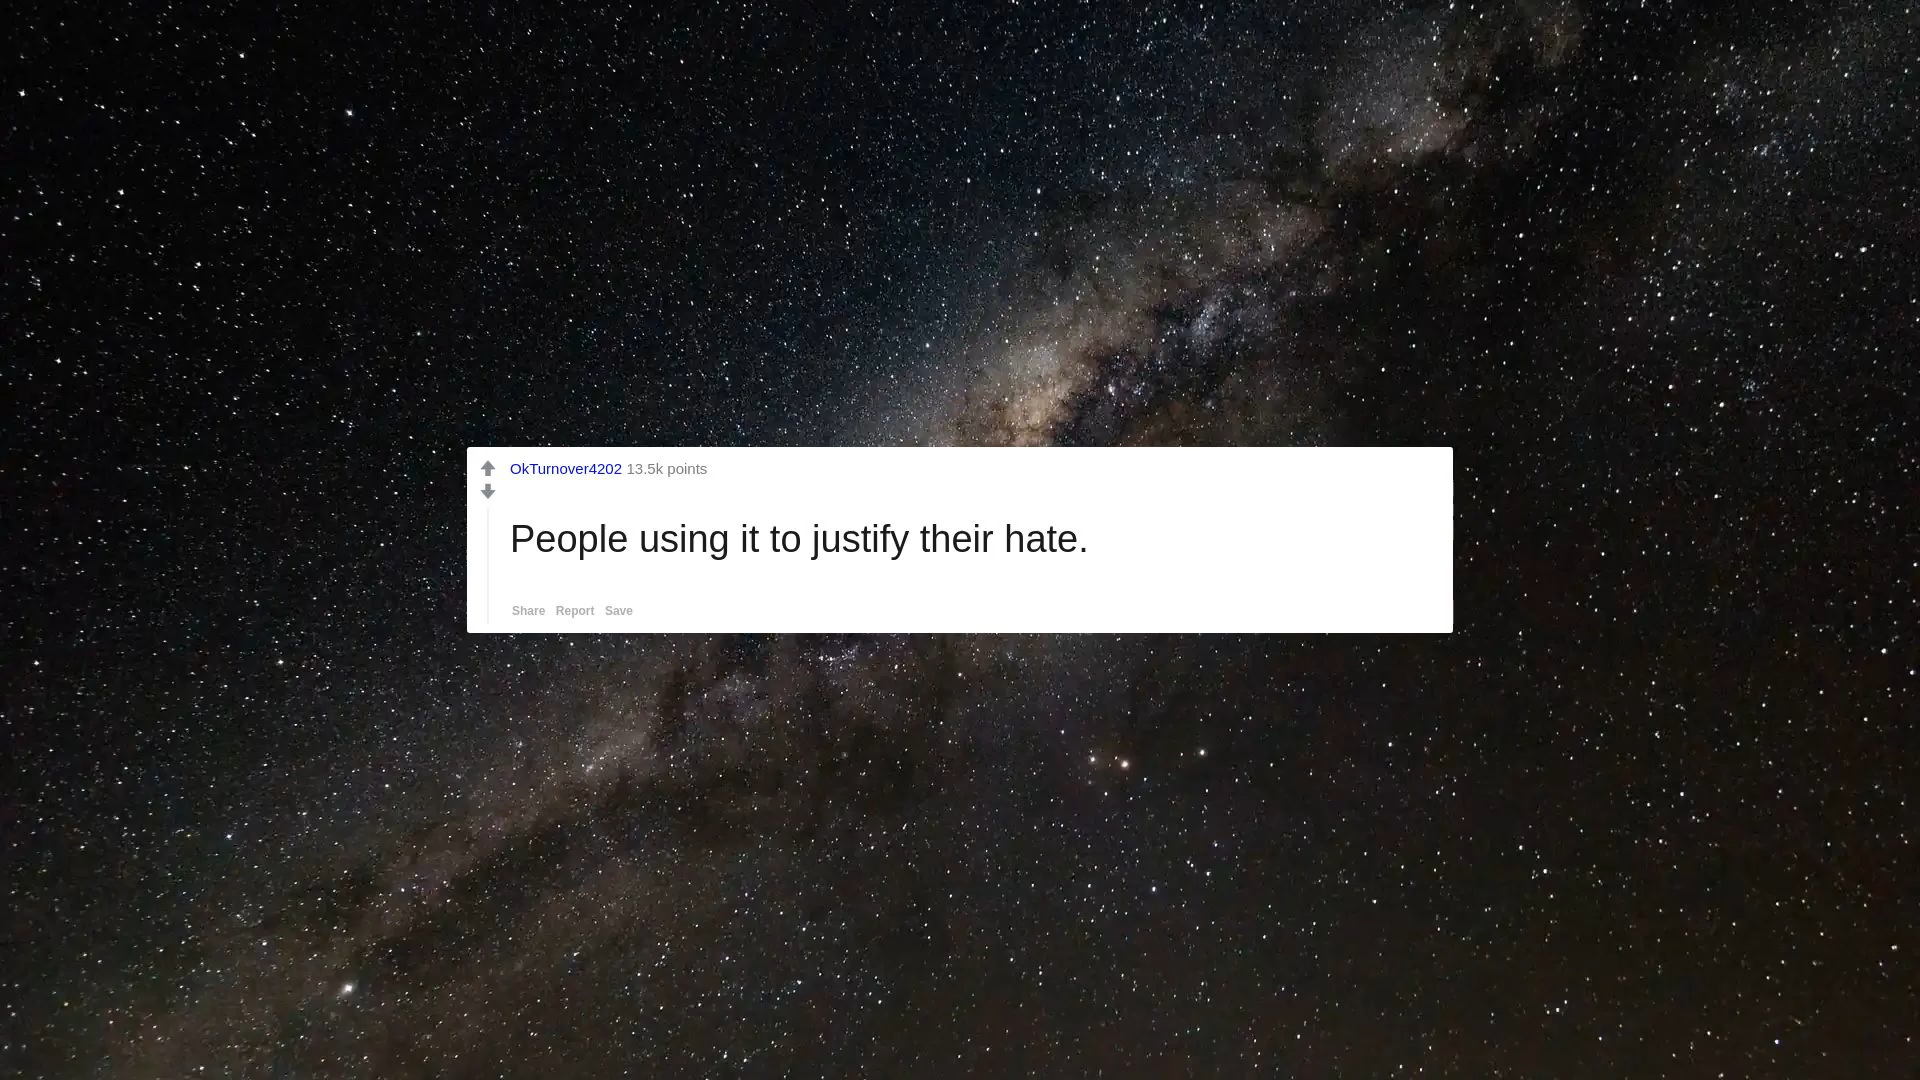 OkTurnover4202 13.5k points
People using it to justify their hate.
Share Report Save